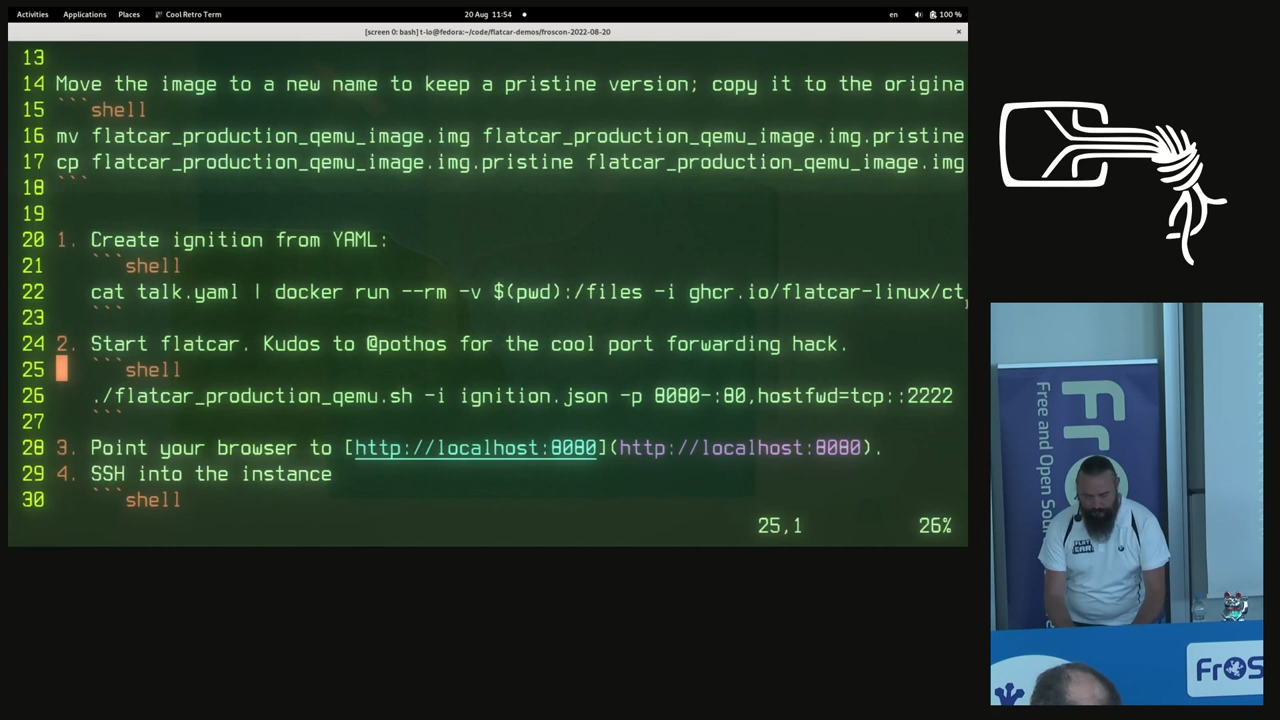 Activities Applications Places Cool Retro Term 20 Aug 11:54 en 100 %
[screen 0: bash] t-lo@fedora:~/code/flatcar-demos/froscon-2022-08-20 ×
13
14 Move the image to a new name to keep a pristine version; copy it to the origina
15 ```shell
16 mv flatcar_production_qemu_image.img flatcar_production_qemu_image.img.pristine
17 cp flatcar_production_qemu_image.img.pristine flatcar_production_qemu_image.img
18 ```
19
20 1. Create ignition from YAML:
21 ```shell
22 cat talk.yaml | docker run --rm -v $(pwd):/files -i ghcr.io/flatcar-linux/ct
23 ```
24 2. Start flatcar. Kudos to @pothos for the cool port forwarding hack.
25 ```shell
26 ./flatcar_production_qemu.sh -i ignition.json -p 8080-:80,hostfwd=tcp::2222
27 ```
28 3. Point your browser to [http://localhost:8080](http://localhost:8080).
29 4. SSH into the instance
30 ```shell
25,1 26%
FrO
Free and Open Sou
FLAT
CAR
FrOS